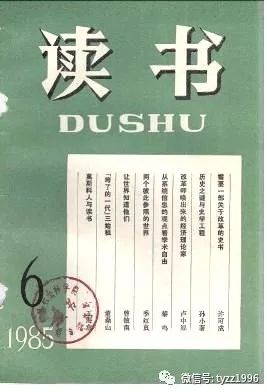 读书
DUSHU
需要一部关于改革的史书 许可成
历史之谜与史学工程 孙小著
改革呼唤出来的经济理论家 卢中原
从系统信息的观点看学术自由 黎鸣
两个彼此参照的世界 季红真
让世界知道他们 曾镇南
“垮了的一代” 董鼎山
莫斯科人与读书
6
1985
微信号: tyzz1996